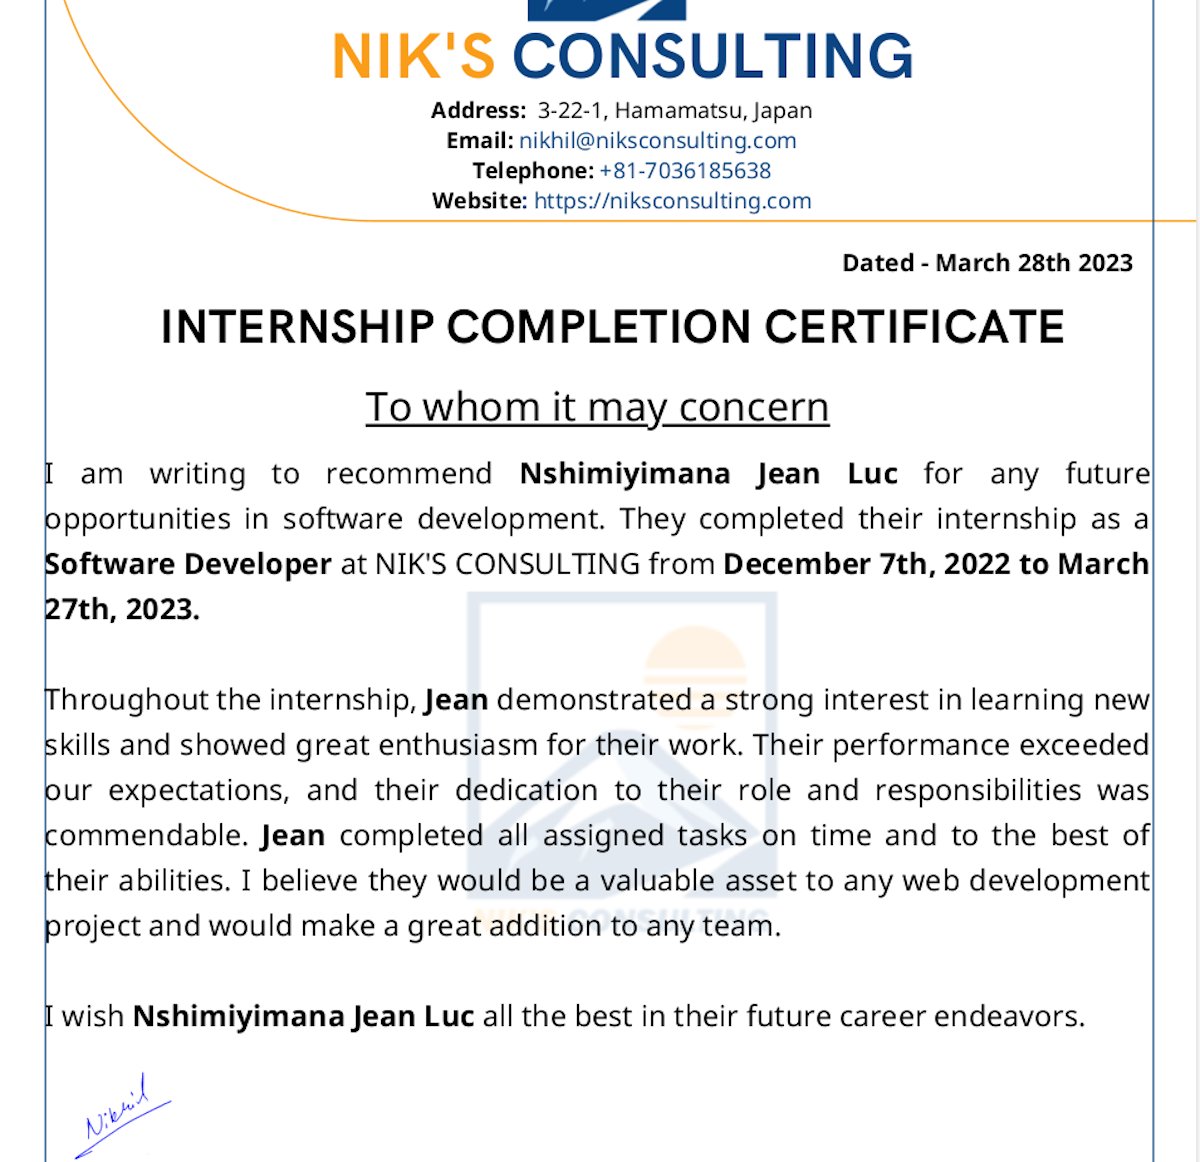 NIK'S CONSULTING
Address: 3-22-1, Hamamatsu, Japan
Email: nikhil@niksconsulting.com
Telephone: +81-7036185638
Website: https://niksconsulting.com
Dated - March 28th 2023
INTERNSHIP COMPLETION CERTIFICATE
To whom it may concern
I am writing to recommend Nshimiyimana Jean Luc for any future
opportunities in software development. They completed their internship as a
Software Developer at NIK'S CONSULTING from December 7th, 2022 to March
27th, 2023.
Throughout the internship, Jean demonstrated a strong interest in learning new
skills and showed great enthusiasm for their work. Their performance exceeded
our expectations, and their dedication to their role and responsibilities was
commendable. Jean completed all assigned tasks on time and to the best of
their abilities. I believe they would be a valuable asset to any web development
project and would make a great addition to any team.
NIK'S CONSULTING
I wish Nshimiyimana Jean Luc all the best in their future career endeavors.
Nikhil